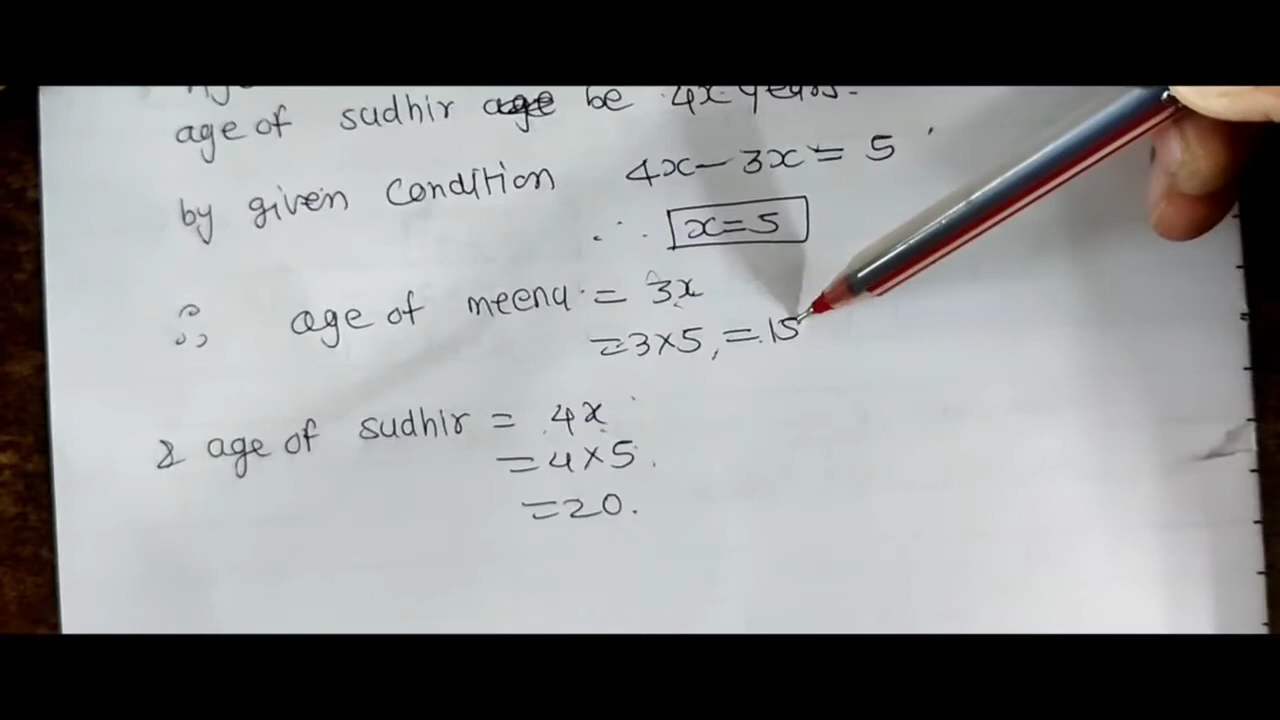 age of sudhir age be 4x years.
by given condition 4x - 3x = 5
∴ x = 5
∴ age of meena = 3x
= 3 × 5, = 15
& age of sudhir = 4x
= 4 × 5.
= 20.